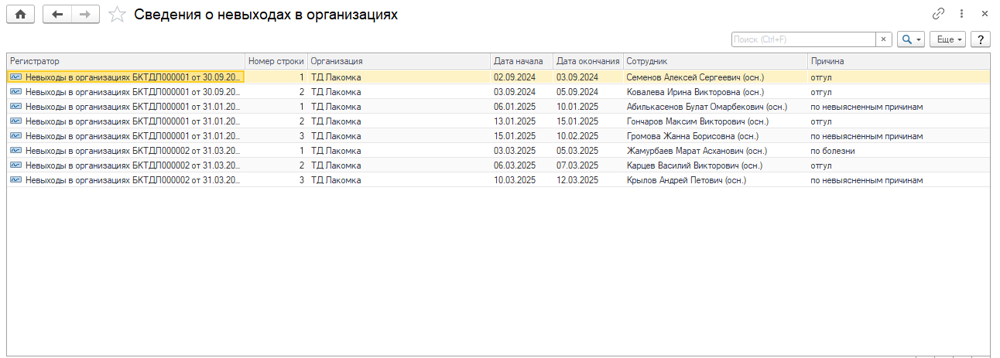 Сведения о невыходах в организациях
Поиск (Ctrl+F) × Еще ?
Регистратор Номер строки Организация Дата начала Дата окончания Сотрудник Причина
Невыходы в организациях БКТДЛ000001 от 30.09.20... 1 ТД Лакомка 02.09.2024 03.09.2024 Семенов Алексей Сергеевич (осн.) отгул
Невыходы в организациях БКТДЛ000001 от 30.09.20... 2 ТД Лакомка 03.09.2024 05.09.2024 Ковалева Ирина Викторовна (осн.) отгул
Невыходы в организациях БКТДЛ000001 от 31.01.20... 1 ТД Лакомка 06.01.2025 10.01.2025 Абилькасенов Булат Омарбекович (осн.) по невыясненным причинам
Невыходы в организациях БКТДЛ000001 от 31.01.20... 2 ТД Лакомка 13.01.2025 15.01.2025 Гончаров Максим Викторович (осн.) отгул
Невыходы в организациях БКТДЛ000001 от 31.01.20... 3 ТД Лакомка 15.01.2025 10.02.2025 Громова Жанна Борисовна (осн.) по невыясненным причинам
Невыходы в организациях БКТДЛ000002 от 31.03.20... 1 ТД Лакомка 03.03.2025 05.03.2025 Жамурбаев Марат Асханович (осн.) по болезни
Невыходы в организациях БКТДЛ000002 от 31.03.20... 2 ТД Лакомка 06.03.2025 07.03.2025 Карцев Василий Викторович (осн.) отгул
Невыходы в организациях БКТДЛ000002 от 31.03.20... 3 ТД Лакомка 10.03.2025 12.03.2025 Крылов Андрей Петович (осн.) по невыясненным причинам